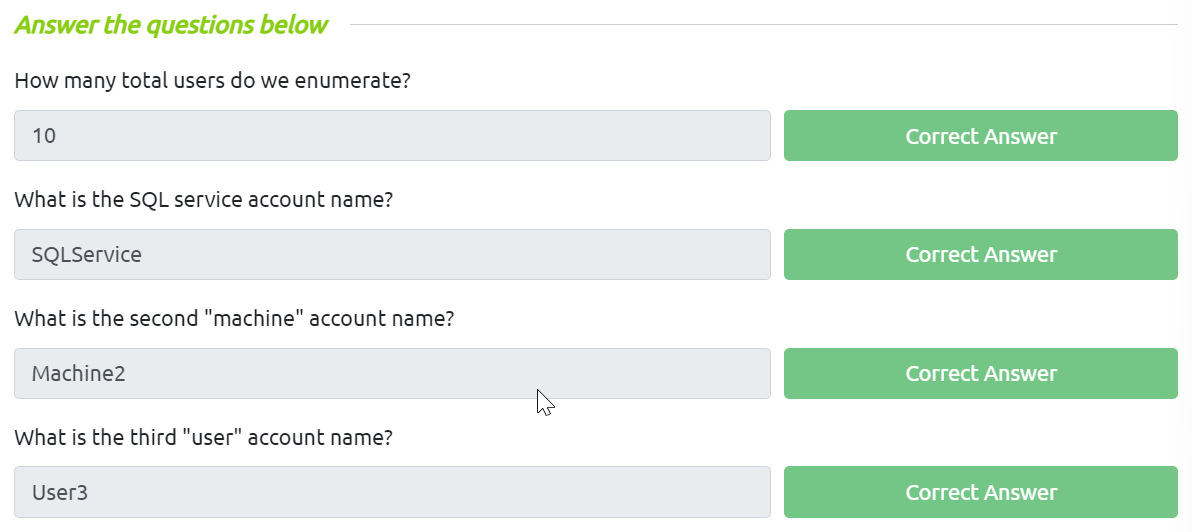 Answer the questions below
How many total users do we enumerate?
10
Correct Answer
What is the SQL service account name?
SQLService
Correct Answer
What is the second "machine" account name?
Machine2
Correct Answer
What is the third "user" account name?
User3
Correct Answer